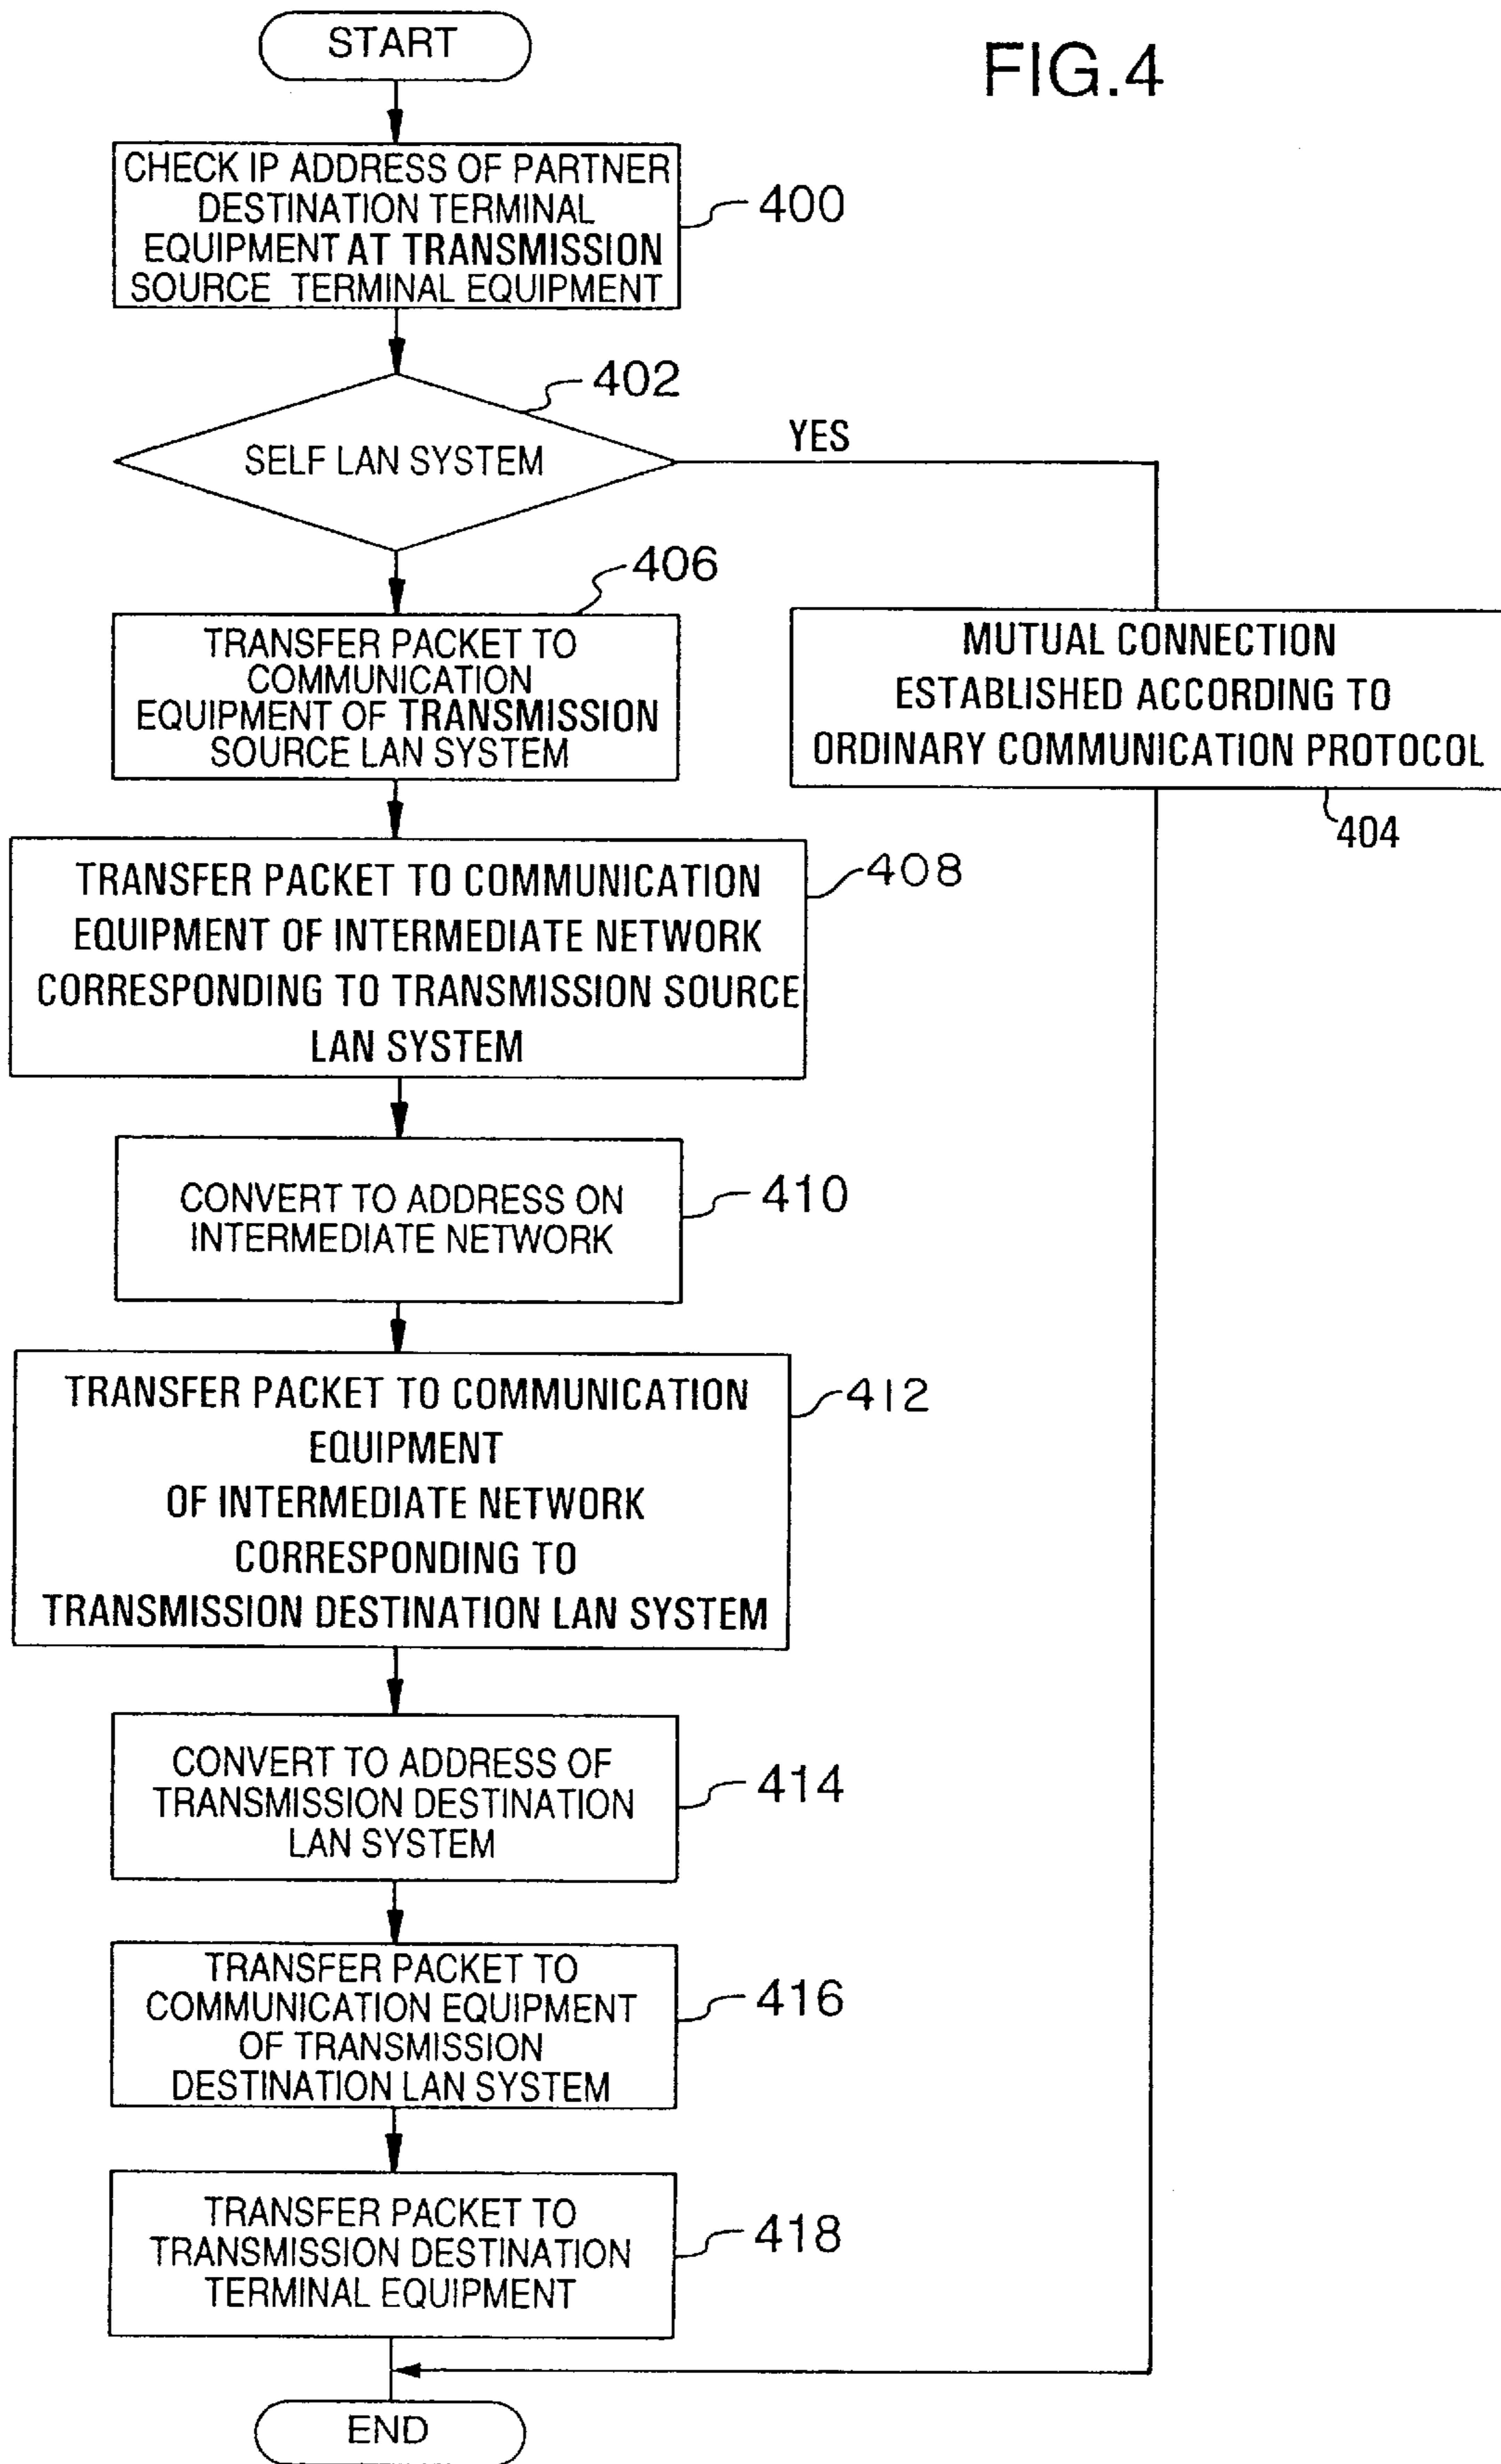 START
FIG.4
CHECK IP ADDRESS OF PARTNER
DESTINATION TERMINAL
EQUIPMENT AT TRANSMISSION
SOURCE TERMINAL EQUIPMENT
400
402
SELF LAN SYSTEM
YES
406
TRANSFER PACKET TO
COMMUNICATION
EQUIPMENT OF TRANSMISSION
SOURCE LAN SYSTEM
MUTUAL CONNECTION
ESTABLISHED ACCORDING TO
ORDINARY COMMUNICATION PROTOCOL
404
TRANSFER PACKET TO COMMUNICATION
EQUIPMENT OF INTERMEDIATE NETWORK
CORRESPONDING TO TRANSMISSION SOURCE
LAN SYSTEM
408
CONVERT TO ADDRESS ON
INTERMEDIATE NETWORK
410
TRANSFER PACKET TO COMMUNICATION
EQUIPMENT
OF INTERMEDIATE NETWORK
CORRESPONDING TO
TRANSMISSION DESTINATION LAN SYSTEM
412
CONVERT TO ADDRESS OF
TRANSMISSION DESTINATION
LAN SYSTEM
414
TRANSFER PACKET TO
COMMUNICATION EQUIPMENT
OF TRANSMISSION
DESTINATION LAN SYSTEM
416
TRANSFER PACKET TO
TRANSMISSION DESTINATION
TERMINAL EQUIPMENT
418
END